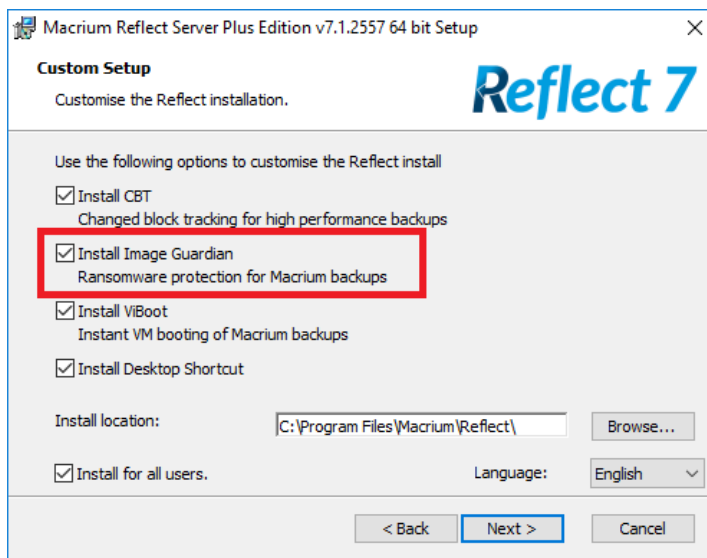 Macrium Reflect Server Plus Edition v7.1.2557 64 bit Setup
Custom Setup
Customise the Reflect installation.
Reflect 7
Use the following options to customise the Reflect install
Install CBT
Changed block tracking for high performance backups
Install Image Guardian
Ransomware protection for Macrium backups
Install ViBoot
Instant VM booting of Macrium backups
Install Desktop Shortcut
Install location:
C:\Program Files\Macrium\Reflect\
Browse...
Install for all users.
Language:
English
< Back
Next >
Cancel